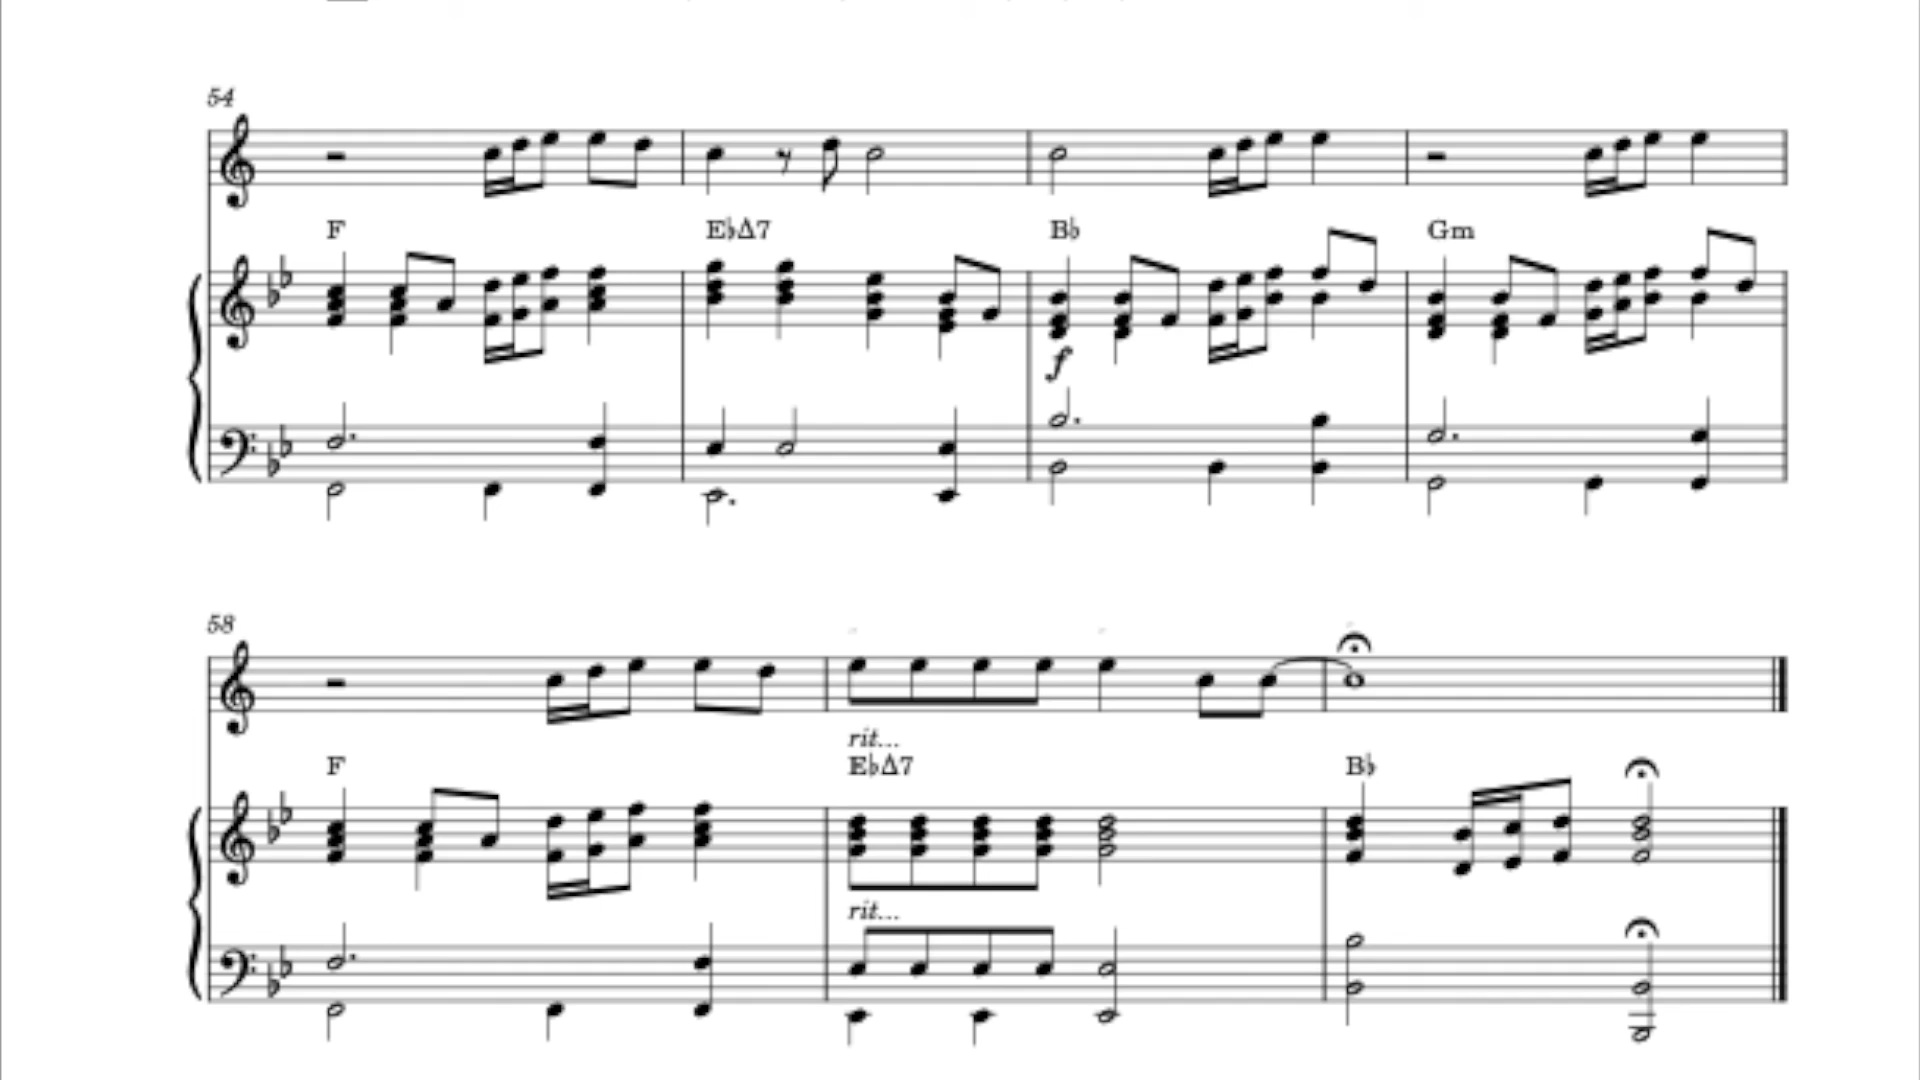 54
F E♭Δ7 B♭ Gm
f
58
rit...
F E♭Δ7 B♭
rit...